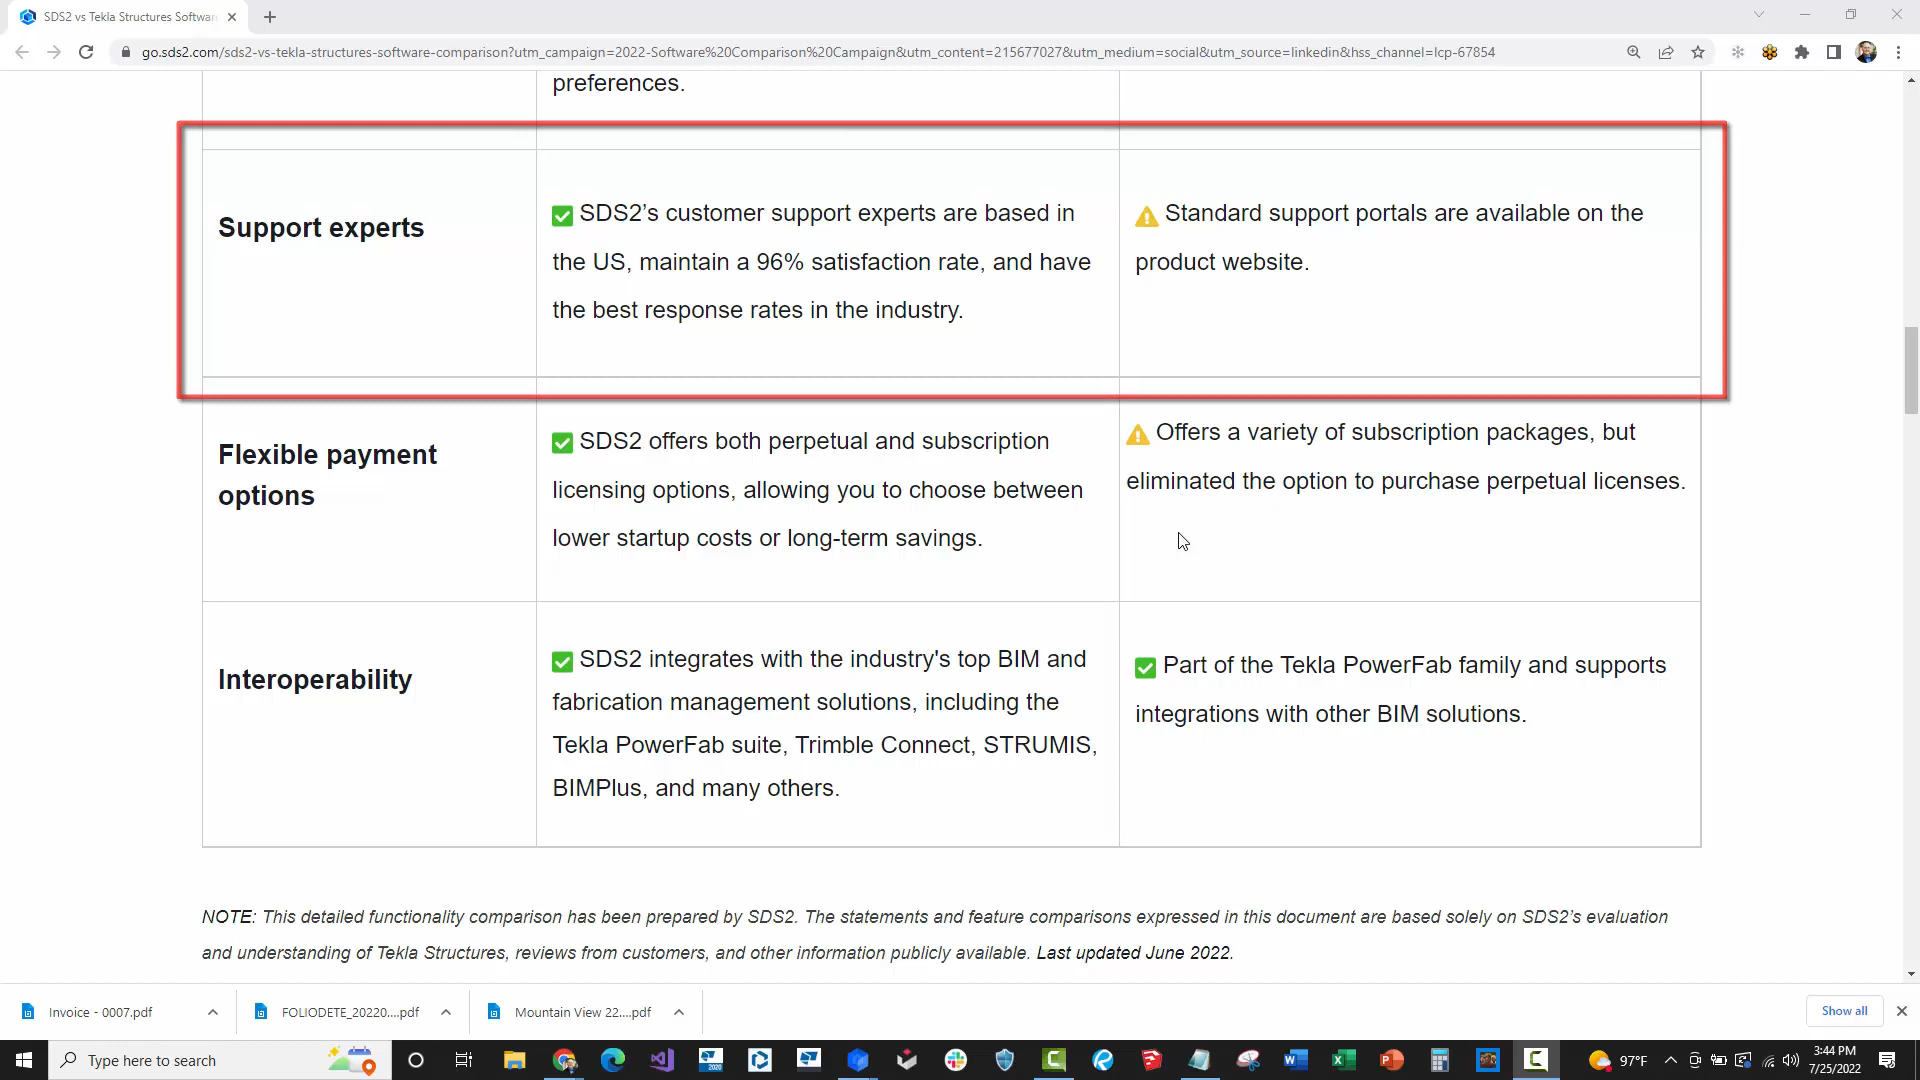 SDS2 vs Tekla Structures Softwar
go.sds2.com/sds2-vs-tekla-structures-software-comparison?utm_campaign=2022-Software%20Comparison%20Campaign&utm_content=215677027&utm_medium=social&utm_source=linkedin&hss_channel=lcp-67854
preferences.
Support experts
SDS2’s customer support experts are based in
the US, maintain a 96% satisfaction rate, and have
the best response rates in the industry.
Standard support portals are available on the
product website.
Flexible payment
options
SDS2 offers both perpetual and subscription
licensing options, allowing you to choose between
lower startup costs or long-term savings.
Offers a variety of subscription packages, but
eliminated the option to purchase perpetual licenses.
Interoperability
SDS2 integrates with the industry's top BIM and
fabrication management solutions, including the
Tekla PowerFab suite, Trimble Connect, STRUMIS,
BIMPlus, and many others.
Part of the Tekla PowerFab family and supports
integrations with other BIM solutions.
NOTE: This detailed functionality comparison has been prepared by SDS2. The statements and feature comparisons expressed in this document are based solely on SDS2’s evaluation
and understanding of Tekla Structures, reviews from customers, and other information publicly available. Last updated June 2022.
Invoice - 0007.pdf
FOLIODETE_20220....pdf
Mountain View 22....pdf
Show all
Type here to search
2020
97°F
3:44 PM
7/25/2022